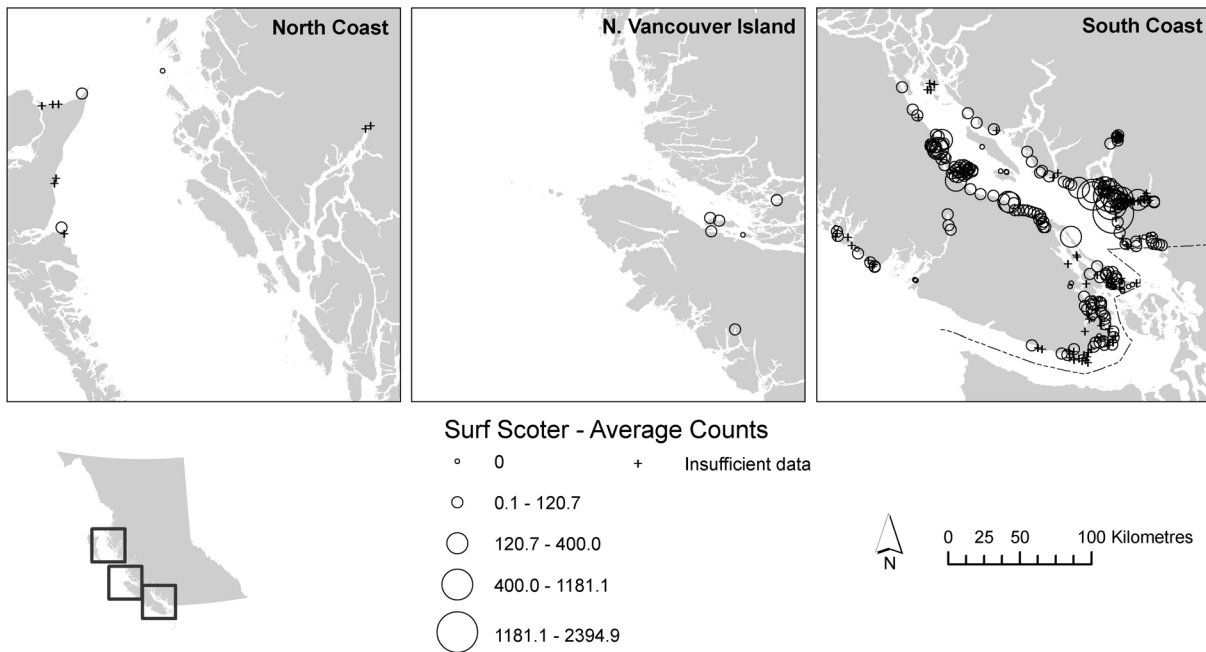 North Coast
N. Vancouver Island
South Coast
Surf Scoter - Average Counts
0
Insufficient data
0.1 - 120.7
120.7 - 400.0
400.0 - 1181.1
1181.1 - 2394.9
N
0 25 50 100 Kilometres